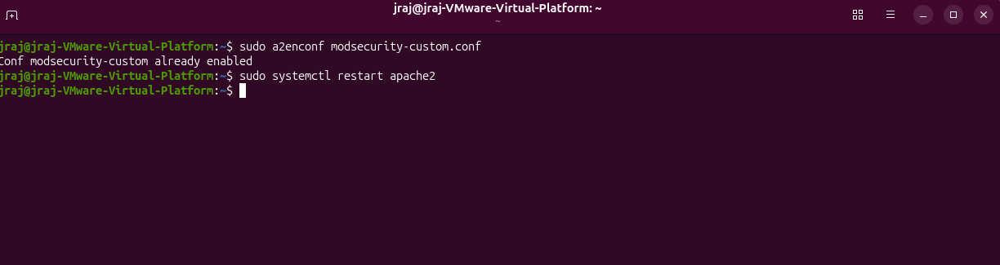 jraj@jraj-VMware-Virtual-Platform: ~
~
jraj@jraj-VMware-Virtual-Platform:~$ sudo a2enconf modsecurity-custom.conf
Conf modsecurity-custom already enabled
jraj@jraj-VMware-Virtual-Platform:~$ sudo systemctl restart apache2
jraj@jraj-VMware-Virtual-Platform:~$